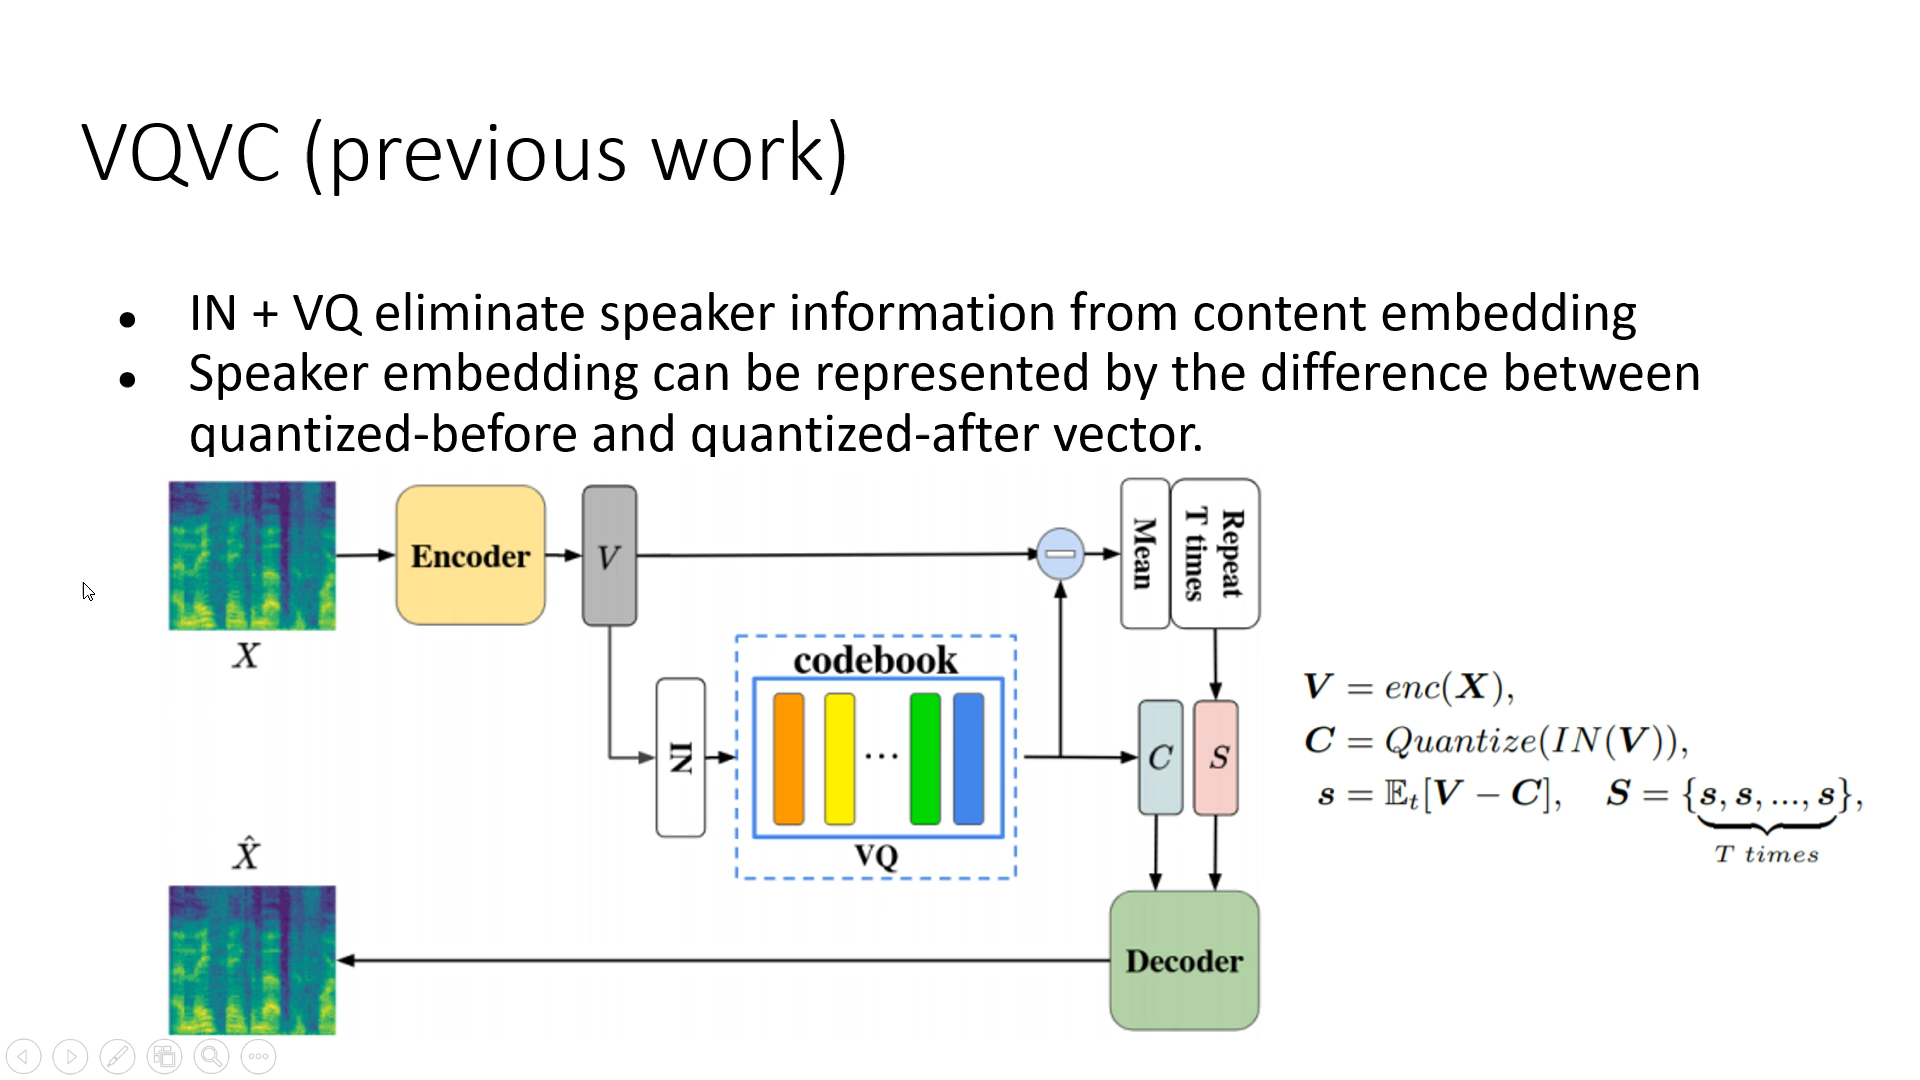 VQVC (previous work)
• IN + VQ eliminate speaker information from content embedding
• Speaker embedding can be represented by the difference between
quantized-before and quantized-after vector.
X
Encoder
V
Mean
Repeat
T times
codebook
IN
...
VQ
C
S
V = enc(X),
C = Quantize(IN(V)),
s = 𝔼_t[V − C], S = {s, s, ..., s},
T times
X̂
Decoder